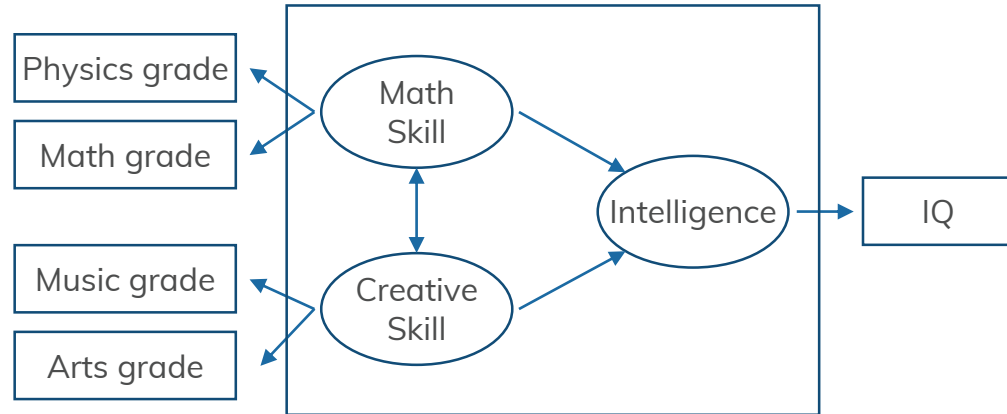 Physics grade
Math grade
Music grade
Arts grade
Math
Skill
Creative
Skill
Intelligence
IQ